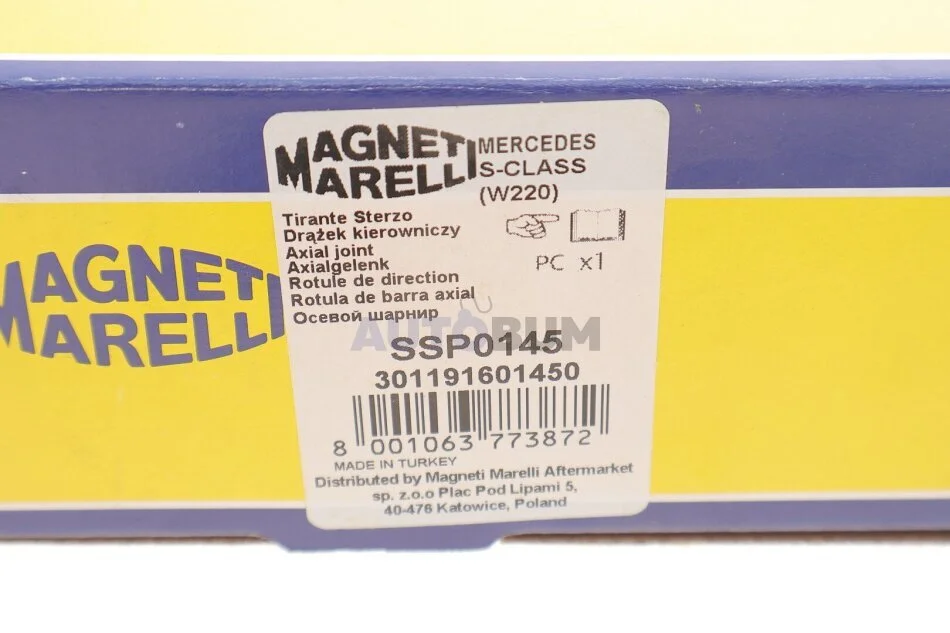 MAGNETI
MARELLI
MAGNETI
MARELLI
MERCEDES
S-CLASS
(W220)
Tirante Sterzo
Drążek kierowniczy
Axial joint
Axialgelenk
Rotule de direction
Rotula de barra axial
Осевой шарнир
PC x1
AUTOBUM
SSP0145
301191601450
8 001063 773872
MADE IN TURKEY
Distributed by Magneti Marelli Aftermarket
sp. z.o.o Plac Pod Lipami 5,
40-476 Katowice, Poland